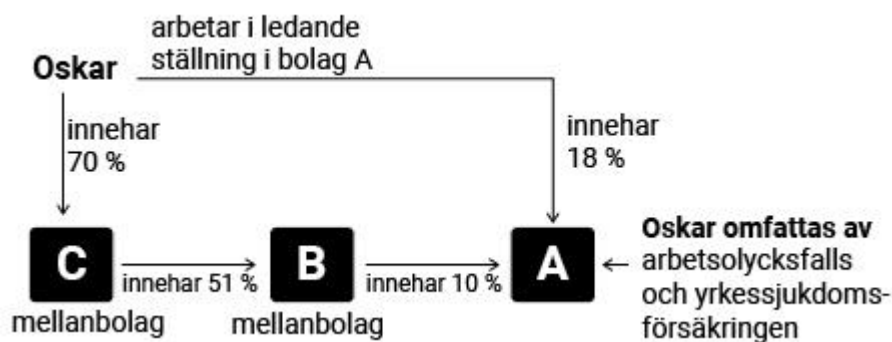 arbetar i ledande
ställning i bolag A
Oskar
innehar
70 %
innehar
18 %
C
innehar 51 %
B
innehar 10 %
A
mellanbolag
mellanbolag
Oskar omfattas av
arbetsolycksfalls
och yrkessjukdoms-
försäkringen